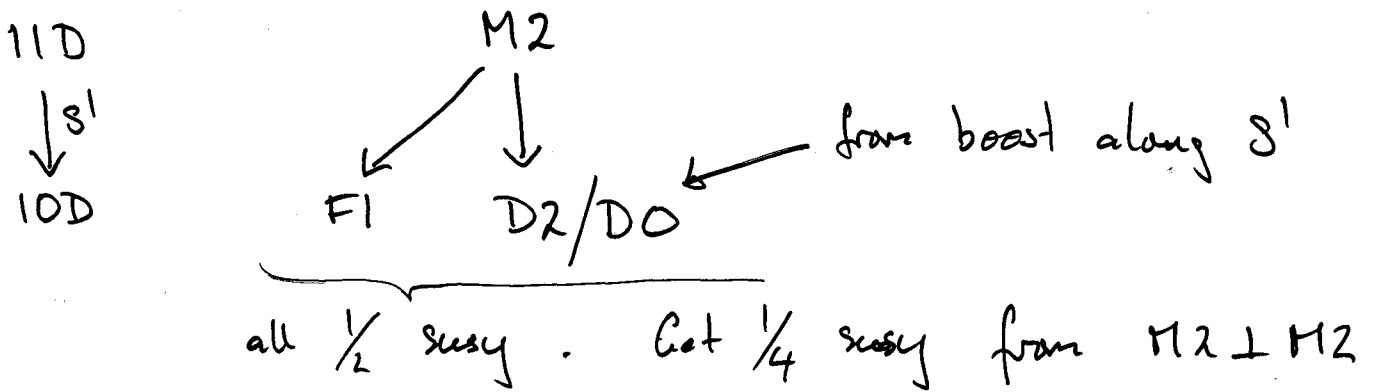 11D M2
S¹ from boost along S¹
10D F1 D2/D0
all ½ susy. Get ¼ susy from M2 ⊥ M2